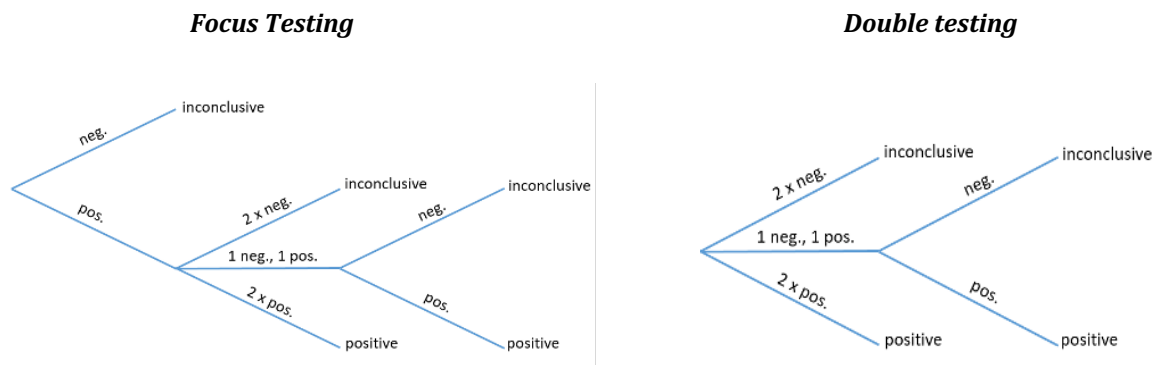 Focus Testing
Double testing
inconclusive
neg.
pos.
2 x neg.
inconclusive
1 neg., 1 pos.
2 x pos.
positive
neg.
inconclusive
pos.
positive
2 x neg.
inconclusive
1 neg., 1 pos.
2 x pos.
positive
neg.
inconclusive
pos.
positive